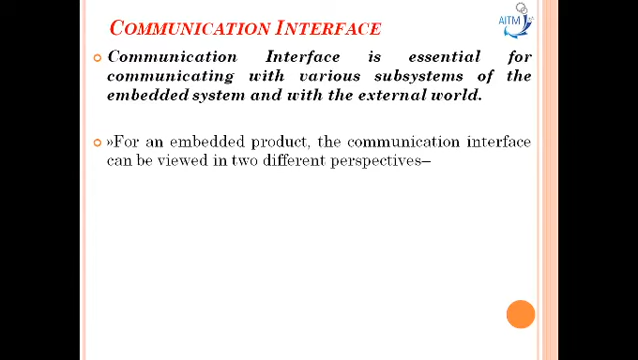 COMMUNICATION INTERFACE
AITM
Communication Interface is essential for
communicating with various subsystems of the
embedded system and with the external world.
»For an embedded product, the communication interface
can be viewed in two different perspectives–